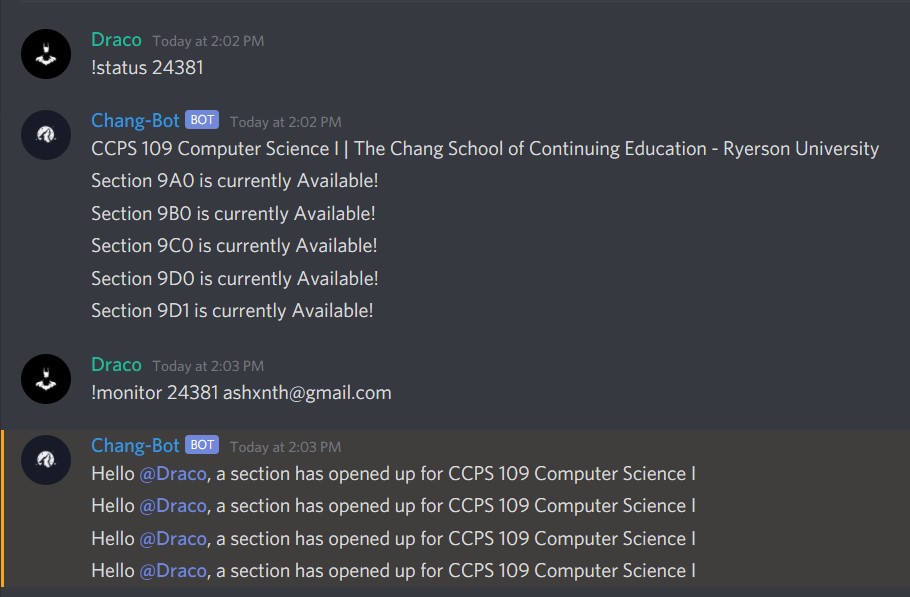 Draco Today at 2:02 PM
!status 24381
Chang-Bot BOT Today at 2:02 PM
CCPS 109 Computer Science I | The Chang School of Continuing Education - Ryerson University
Section 9A0 is currently Available!
Section 9B0 is currently Available!
Section 9C0 is currently Available!
Section 9D0 is currently Available!
Section 9D1 is currently Available!
Draco Today at 2:03 PM
!monitor 24381 ashxnth@gmail.com
Chang-Bot BOT Today at 2:03 PM
Hello @Draco, a section has opened up for CCPS 109 Computer Science I
Hello @Draco, a section has opened up for CCPS 109 Computer Science I
Hello @Draco, a section has opened up for CCPS 109 Computer Science I
Hello @Draco, a section has opened up for CCPS 109 Computer Science I